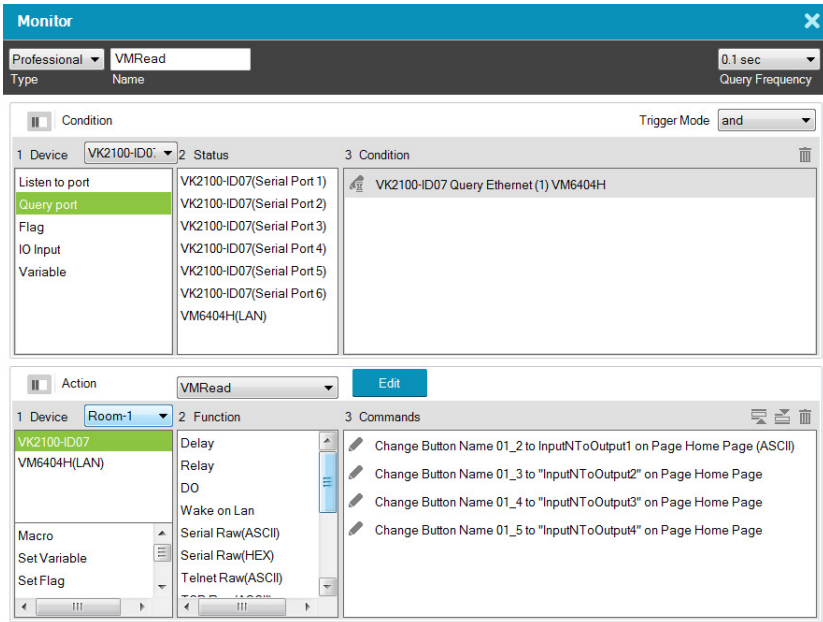 Monitor
Professional VMRead 0.1 sec
Type Name Query Frequency
Condition Trigger Mode and
1 Device VK2100-ID0 2 Status 3 Condition
Listen to port
Query port
Flag
IO Input
Variable
VK2100-ID07(Serial Port 1)
VK2100-ID07(Serial Port 2)
VK2100-ID07(Serial Port 3)
VK2100-ID07(Serial Port 4)
VK2100-ID07(Serial Port 5)
VK2100-ID07(Serial Port 6)
VM6404H(LAN)
VK2100-ID07 Query Ethernet (1) VM6404H
Action VMRead Edit
1 Device Room-1 2 Function 3 Commands
VK2100-ID07
VM6404H(LAN)
Macro
Set Variable
Set Flag
Delay
Relay
DO
Wake on Lan
Serial Raw(ASCII)
Serial Raw(HEX)
Telnet Raw(ASCII)
Change Button Name 01_2 to InputNToOutput1 on Page Home Page (ASCII)
Change Button Name 01_3 to "InputNToOutput2" on Page Home Page
Change Button Name 01_4 to "InputNToOutput3" on Page Home Page
Change Button Name 01_5 to "InputNToOutput4" on Page Home Page